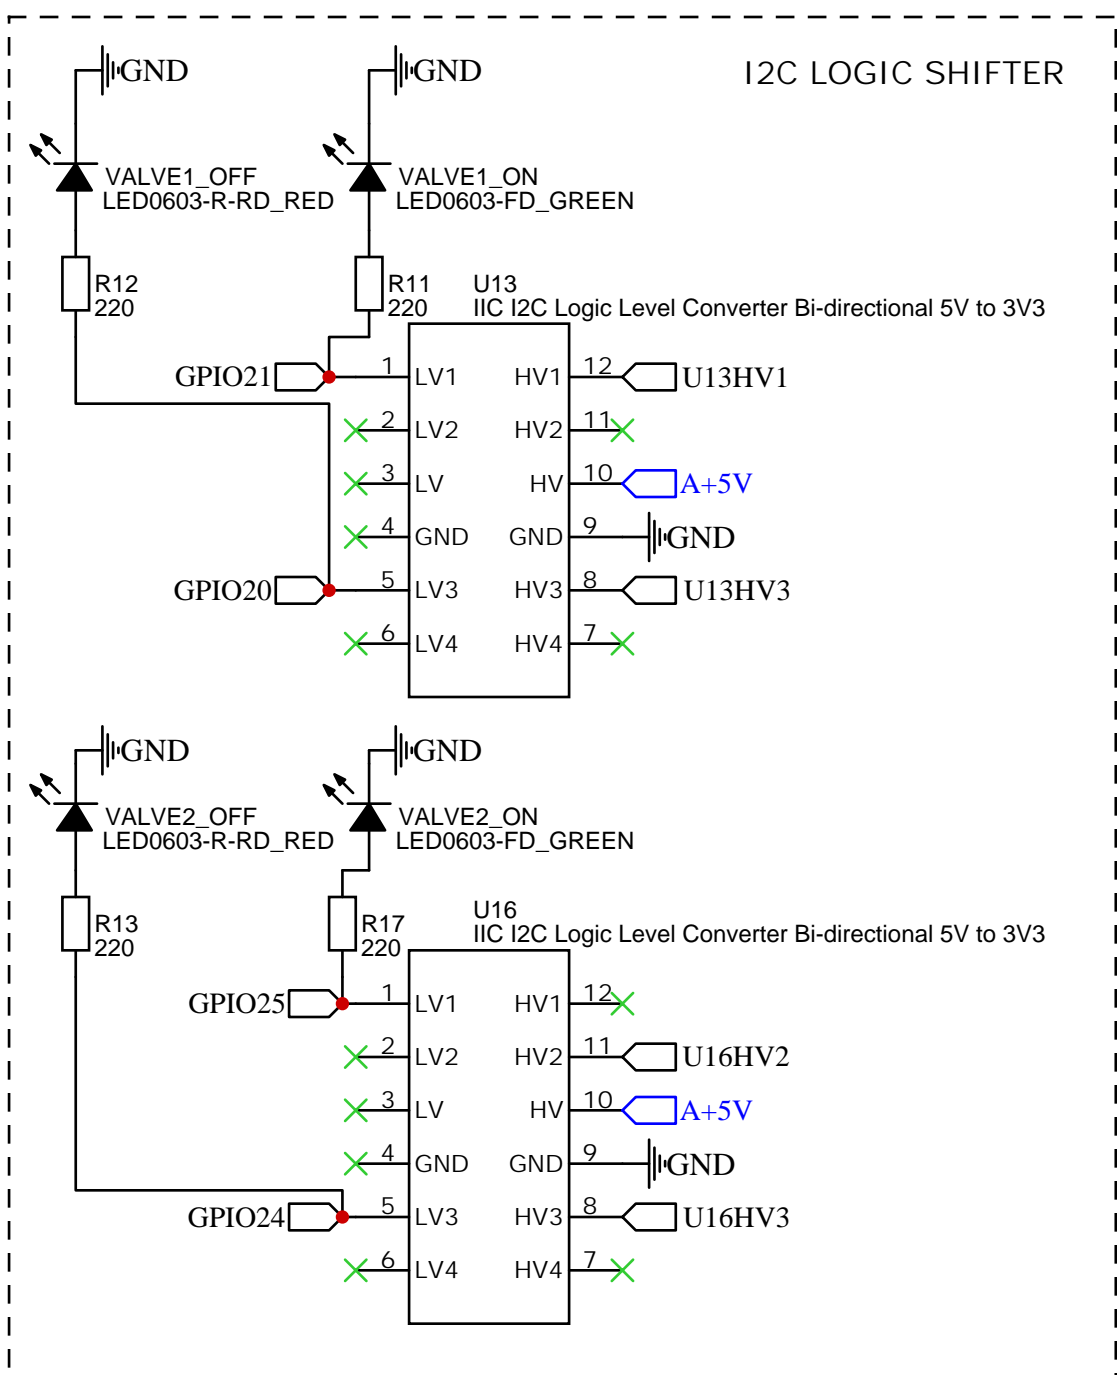 GND
GND
I2C LOGIC SHIFTER
VALVE1_OFF
LED0603-R-RD_RED
VALVE1_ON
LED0603-FD_GREEN
R12
220
R11
220
U13
IIC I2C Logic Level Converter Bi-directional 5V to 3V3
GPIO21 1 LV1 HV1 12 U13HV1
2 LV2 HV2 11
3 LV HV 10 A+5V
4 GND GND 9 GND
GPIO20 5 LV3 HV3 8 U13HV3
6 LV4 HV4 7
GND
GND
VALVE2_OFF
LED0603-R-RD_RED
VALVE2_ON
LED0603-FD_GREEN
R13
220
R17
220
U16
IIC I2C Logic Level Converter Bi-directional 5V to 3V3
GPIO25 1 LV1 HV1 12
2 LV2 HV2 11 U16HV2
3 LV HV 10 A+5V
4 GND GND 9 GND
GPIO24 5 LV3 HV3 8 U16HV3
6 LV4 HV4 7